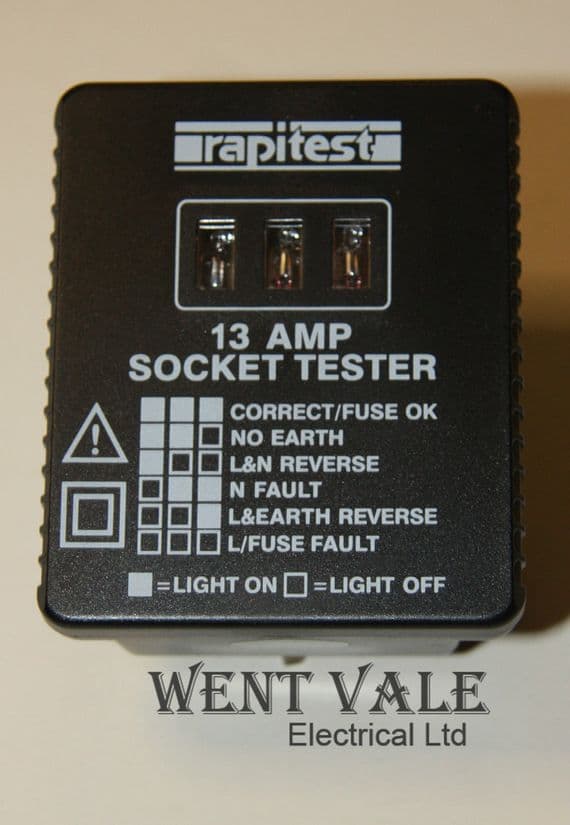 rapitest
13 AMP
SOCKET TESTER
CORRECT/FUSE OK
NO EARTH
L&N REVERSE
N FAULT
L&EARTH REVERSE
L/FUSE FAULT
=LIGHT ON =LIGHT OFF
WENT VALE
Electrical Ltd